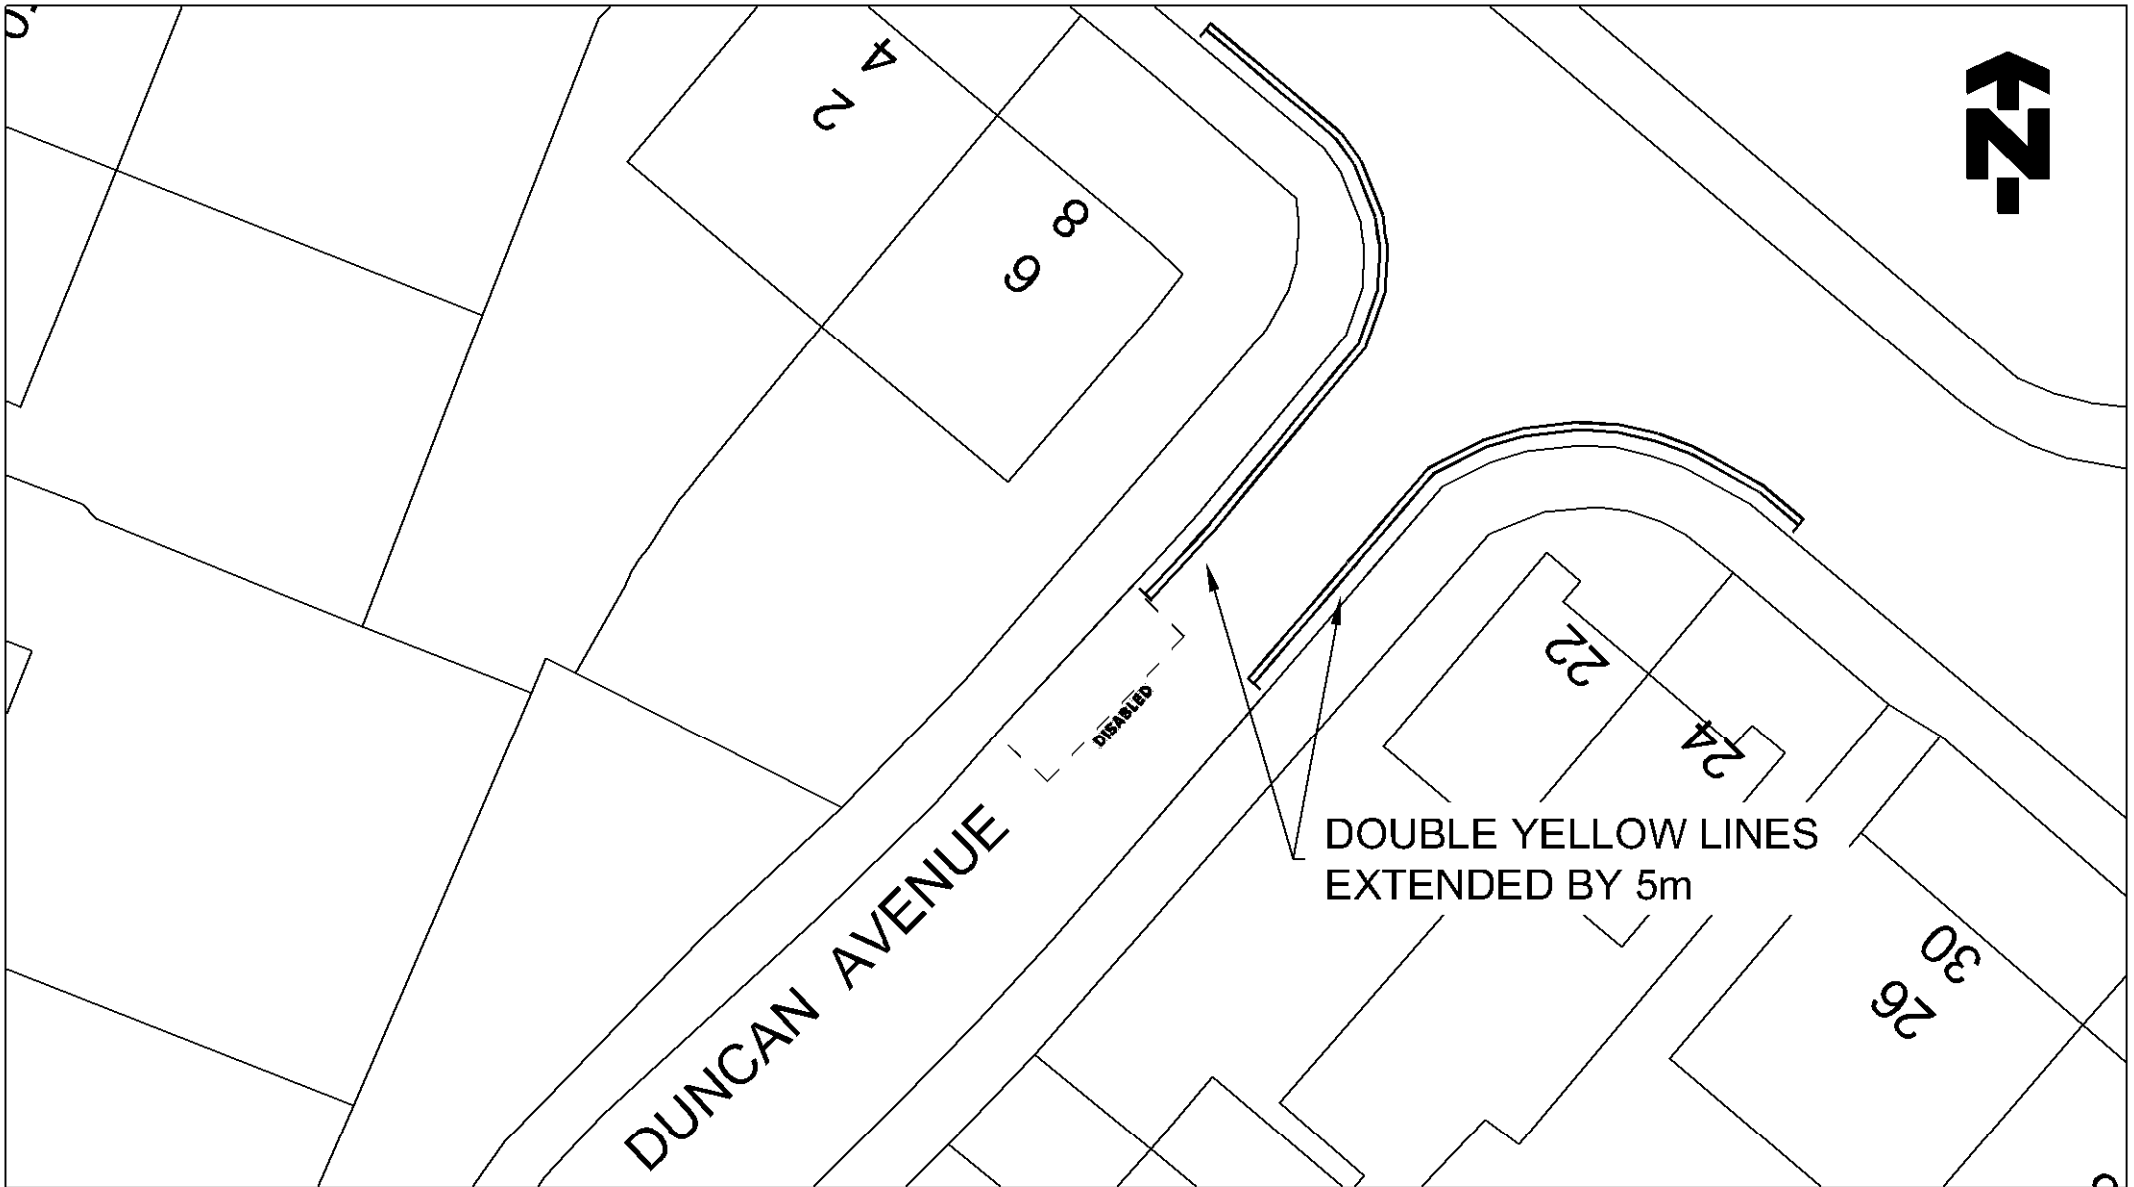 4
2
N
8
6
22
24
DISABLED
DUNCAN AVENUE
DOUBLE YELLOW LINES
EXTENDED BY 5m
30
26